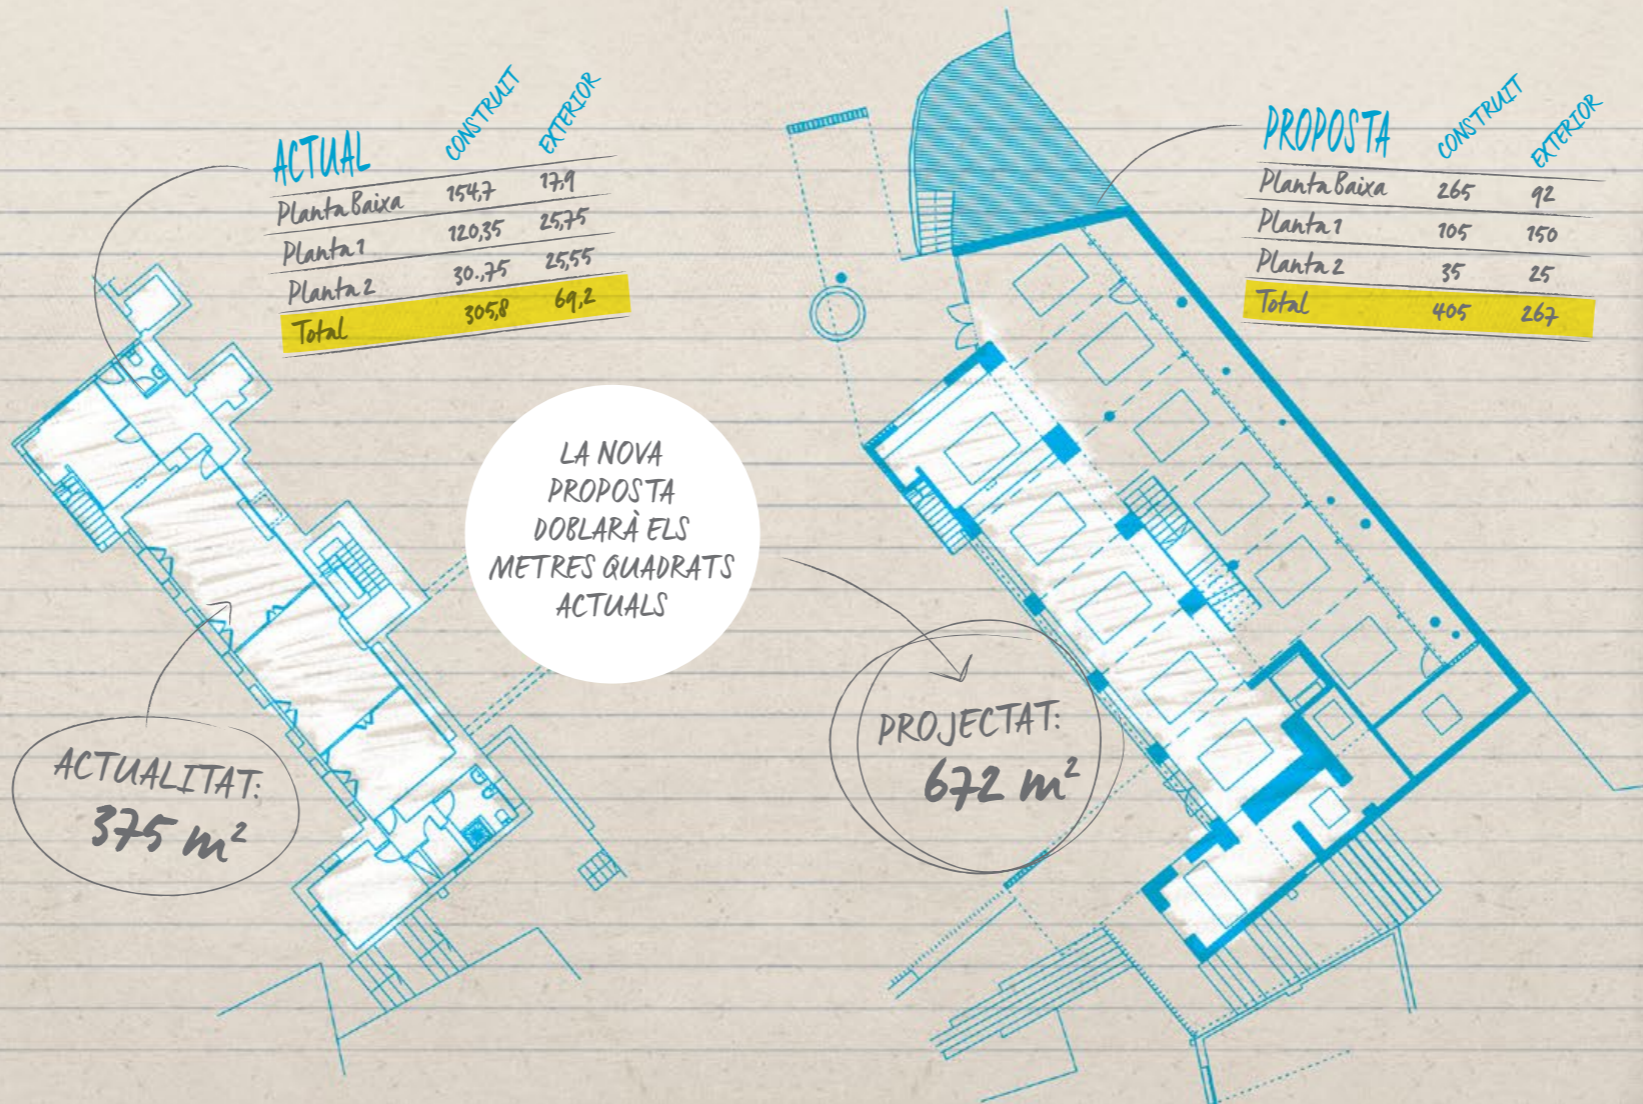 ACTUAL CONSTRUIT EXTERIOR
Planta Baixa 154,7 17,9
Planta 1 120,35 25,75
Planta 2 30.,75 25,55
Total 305,8 69,2
PROPOSTA CONSTRUIT EXTERIOR
Planta Baixa 265 92
Planta 1 105 150
Planta 2 35 25
Total 405 267
LA NOVA
PROPOSTA
DOBLARÀ ELS
METRES QUADRATS
ACTUALS
ACTUALITAT:
375 m²
PROJECTAT:
672 m²